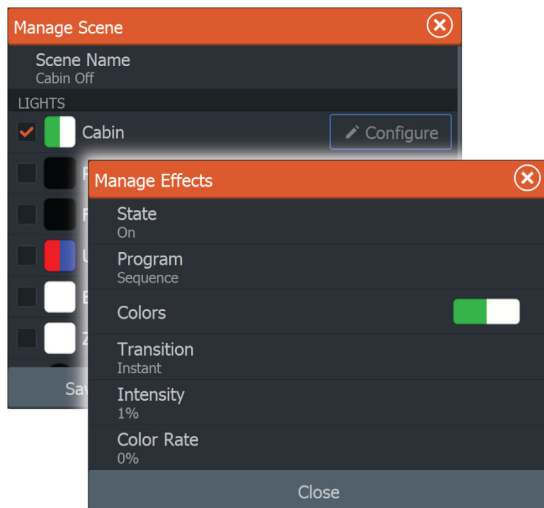 Manage Scene
Scene Name
Cabin Off
LIGHTS
Cabin
Configure
Manage Effects
State
On
Program
Sequence
Colors
Transition
Instant
Intensity
1%
Color Rate
0%
Close